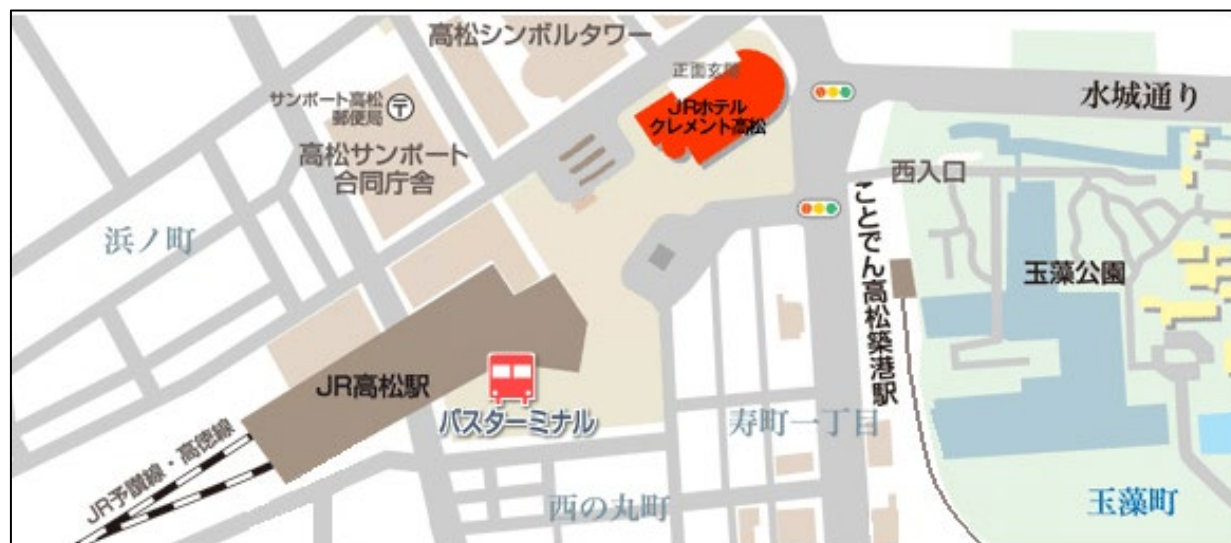 高松シンボルタワー
正面玄関
JRホテル
クレメント高松
水城通り
サンポート高松
郵便局
〒
高松サンポート
合同庁舎
西入口
浜ノ町
ことでん高松築港駅
玉藻公園
JR高松駅
バスターミナル
寿町一丁目
JR予讃線・高徳線
西の丸町
玉藻町